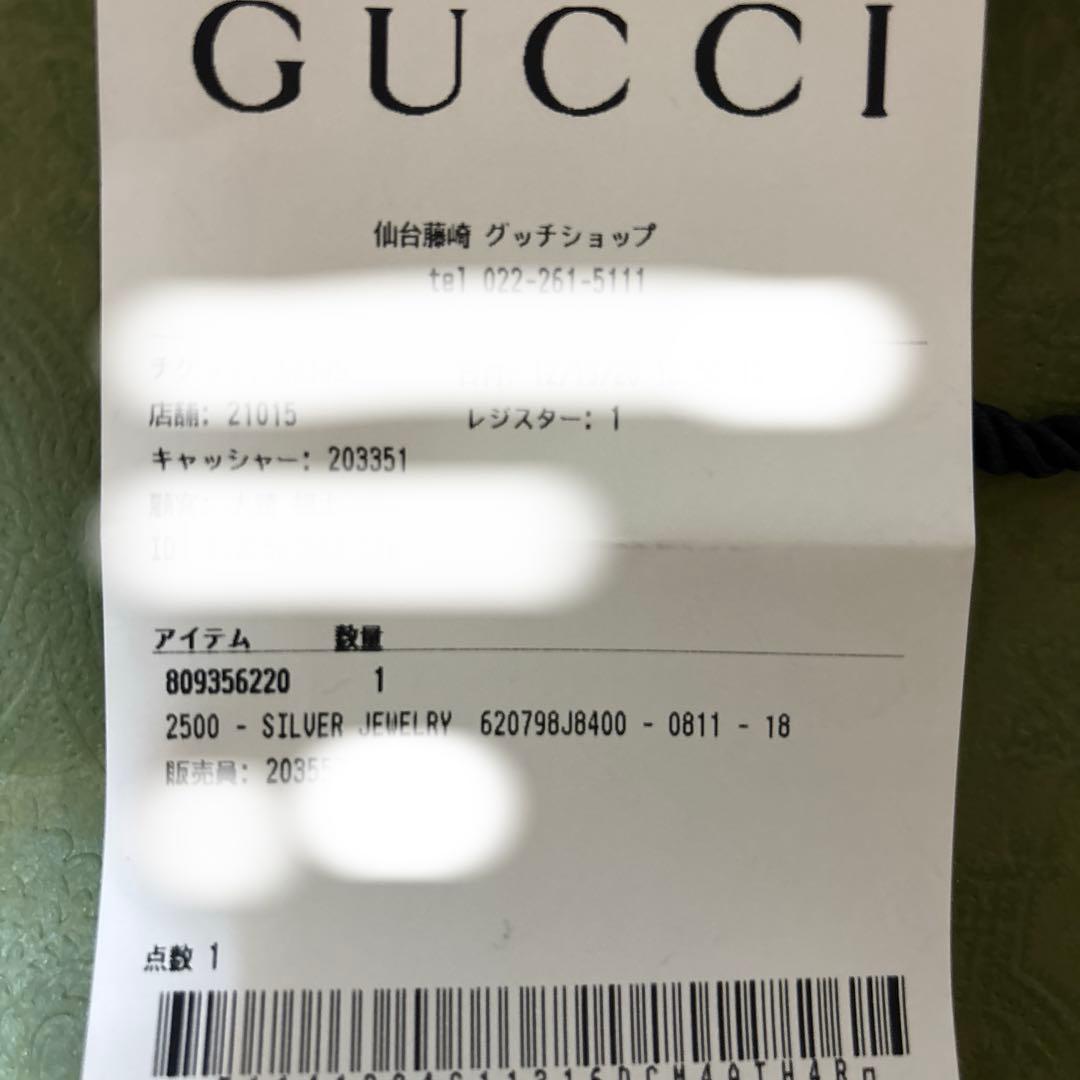 GUCCI
仙台藤崎 グッチショップ
tel 022-261-5111
店舗: 21015 レジスター: 1
キャッシャー: 203351
アイテム 数量
809356220 1
2500 - SILVER JEWELRY 620798J8400 - 0811 - 18
販売員:
点数 1